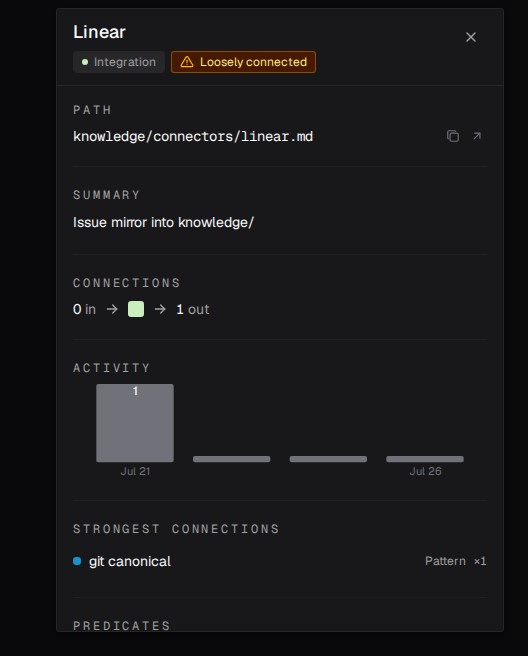 Linear
Integration
Loosely connected
PATH
knowledge/connectors/linear.md
SUMMARY
Issue mirror into knowledge/
CONNECTIONS
0 in → → 1 out
ACTIVITY
1
Jul 21 Jul 26
STRONGEST CONNECTIONS
git canonical Pattern ×1
PREDICATES